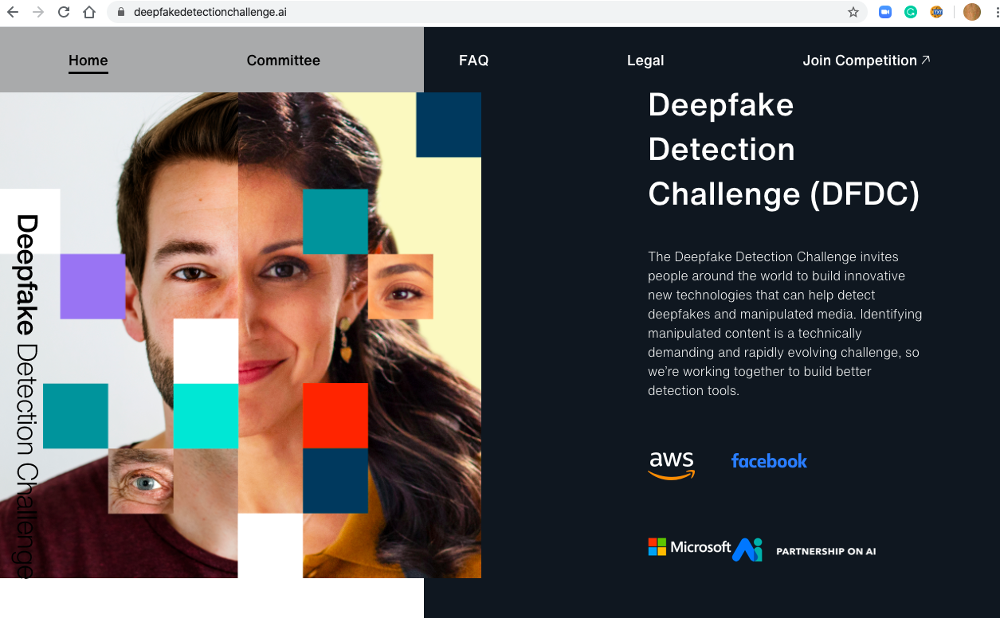 deepfakedetectionchallenge.ai
TXT
Home
Committee
FAQ
Legal
Join Competition ↗
Deepfake Detection Challenge
Deepfake
Detection
Challenge (DFDC)
The Deepfake Detection Challenge invites
people around the world to build innovative
new technologies that can help detect
deepfakes and manipulated media. Identifying
manipulated content is a technically
demanding and rapidly evolving challenge, so
we're working together to build better
detection tools.
aws
facebook
Microsoft
Ai
PARTNERSHIP ON AI